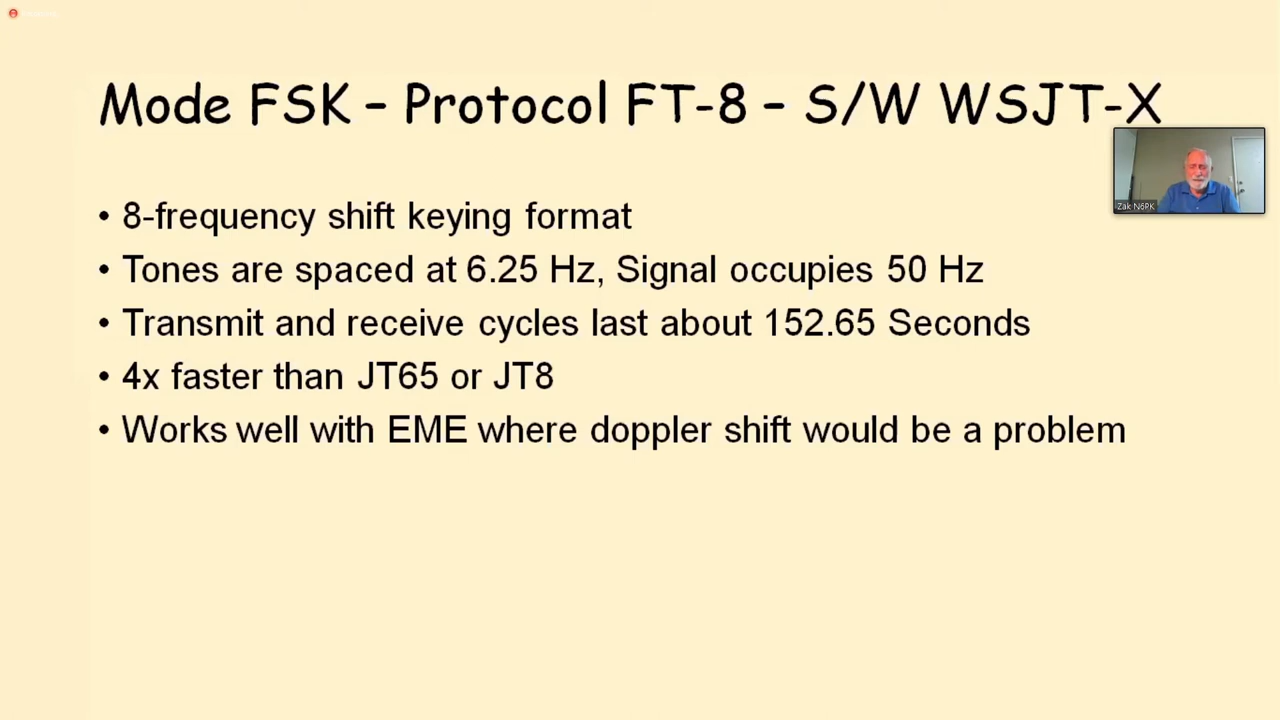 Mode FSK – Protocol FT-8 – S/W WSJT-X
• 8-frequency shift keying format
• Tones are spaced at 6.25 Hz, Signal occupies 50 Hz
• Transmit and receive cycles last about 152.65 Seconds
• 4x faster than JT65 or JT8
• Works well with EME where doppler shift would be a problem
Zak N6PK